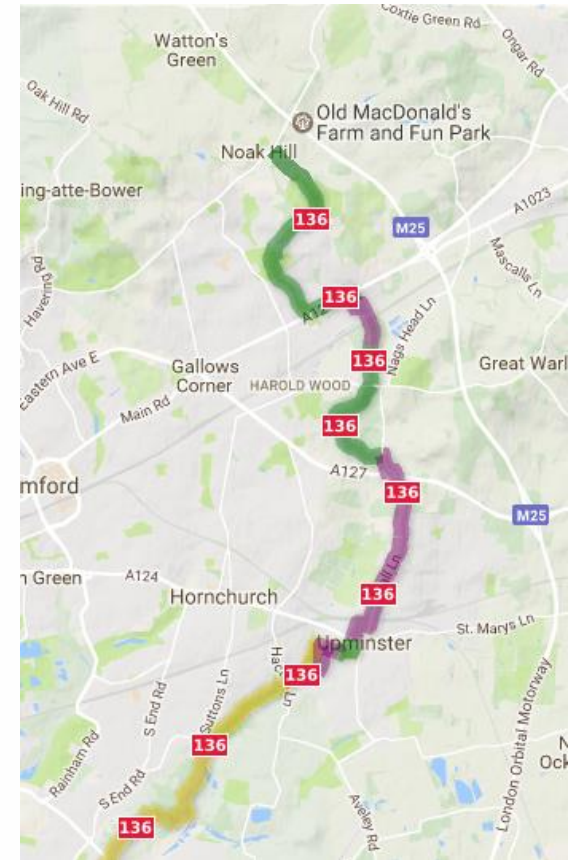 Coxtie Green Rd
Watton's
Green
Ongar Rd
Oak Hill Rd
Old MacDonald's
Farm and Fun Park
Noak Hill
ing-atte-Bower
A1023
136
M25
Mascalls Ln
Havering Rd
136
Nags Head Ln
136
Eastern Ave E
Gallows
Corner
HAROLD WOOD
Great Warl
Main Rd
136
A127
mford
136
M25
n Green
A124
136
Hornchurch
St. Marys Ln
Upminster
136
Suttons Ln
S End Rd
136
London Orbital Motorway
Rainham Rd
N
Ock
S End Rd
136
Aveley Rd